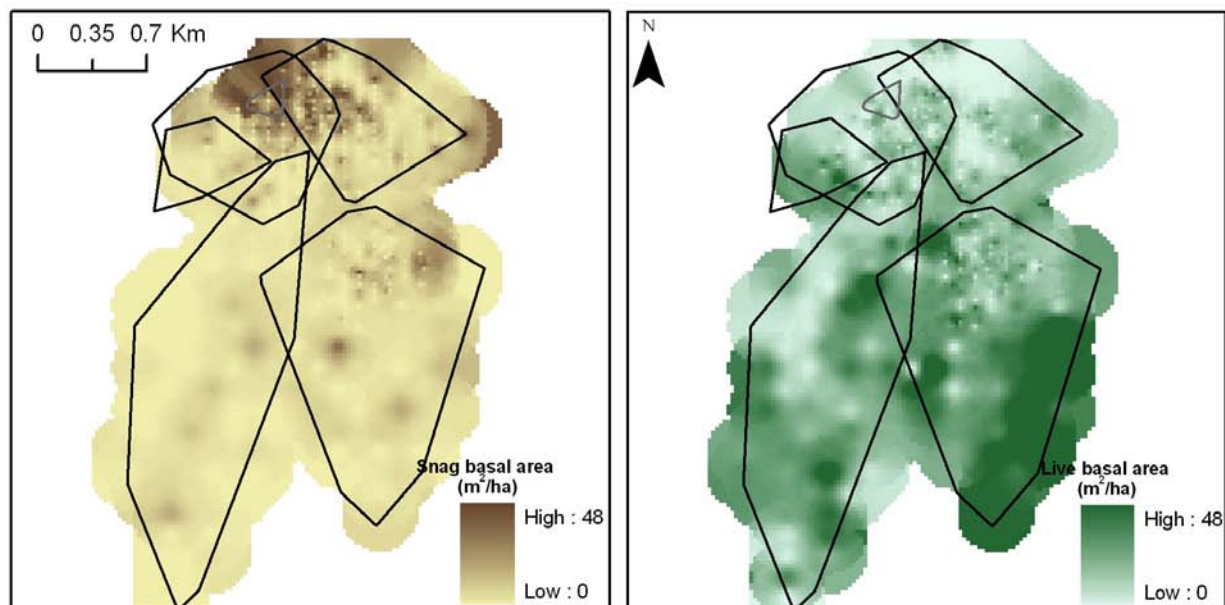 0 0.35 0.7 Km
Snag basal area
(m²/ha)
High : 48
Low : 0
N
Live basal area
(m²/ha)
High : 48
Low : 0